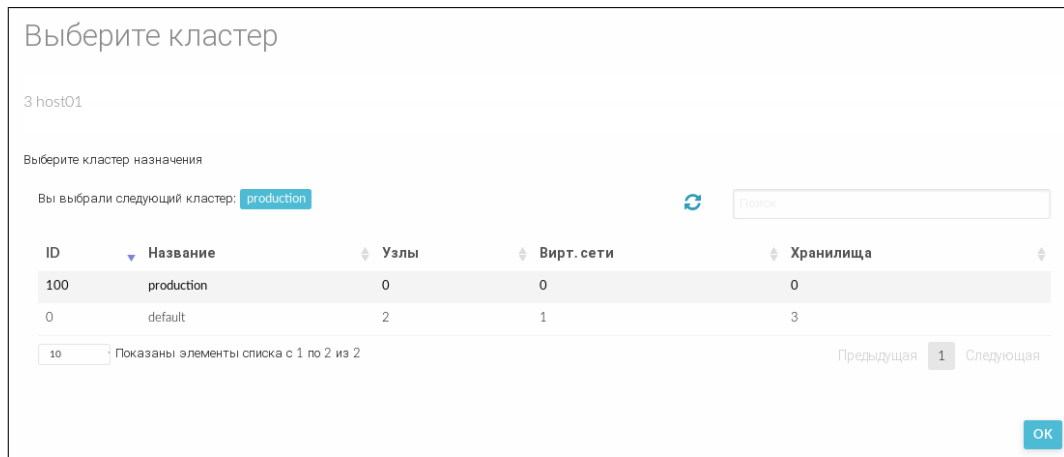 Выберите кластер
3 host01
Выберите кластер назначения
Вы выбрали следующий кластер: production
Поиск
ID Название Узлы Вирт. сети Хранилища
100 production 0 0 0
0 default 2 1 3
10 Показаны элементы списка с 1 по 2 из 2 Предыдущая 1 Следующая
OK